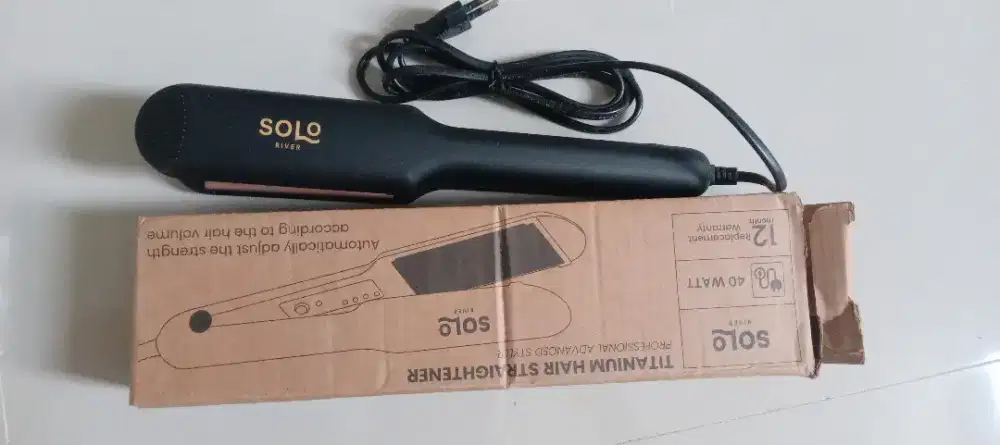 SOLO
RIVER
TITANIUM HAIR STRAIGHTENER
PROFESSIONAL ADVANCED STYLER
SOLO
RIVER
SOLO
RIVER
40 WATT
12
month
Replacement
Warranty
Automatically adjust the strength
according to the hair volume